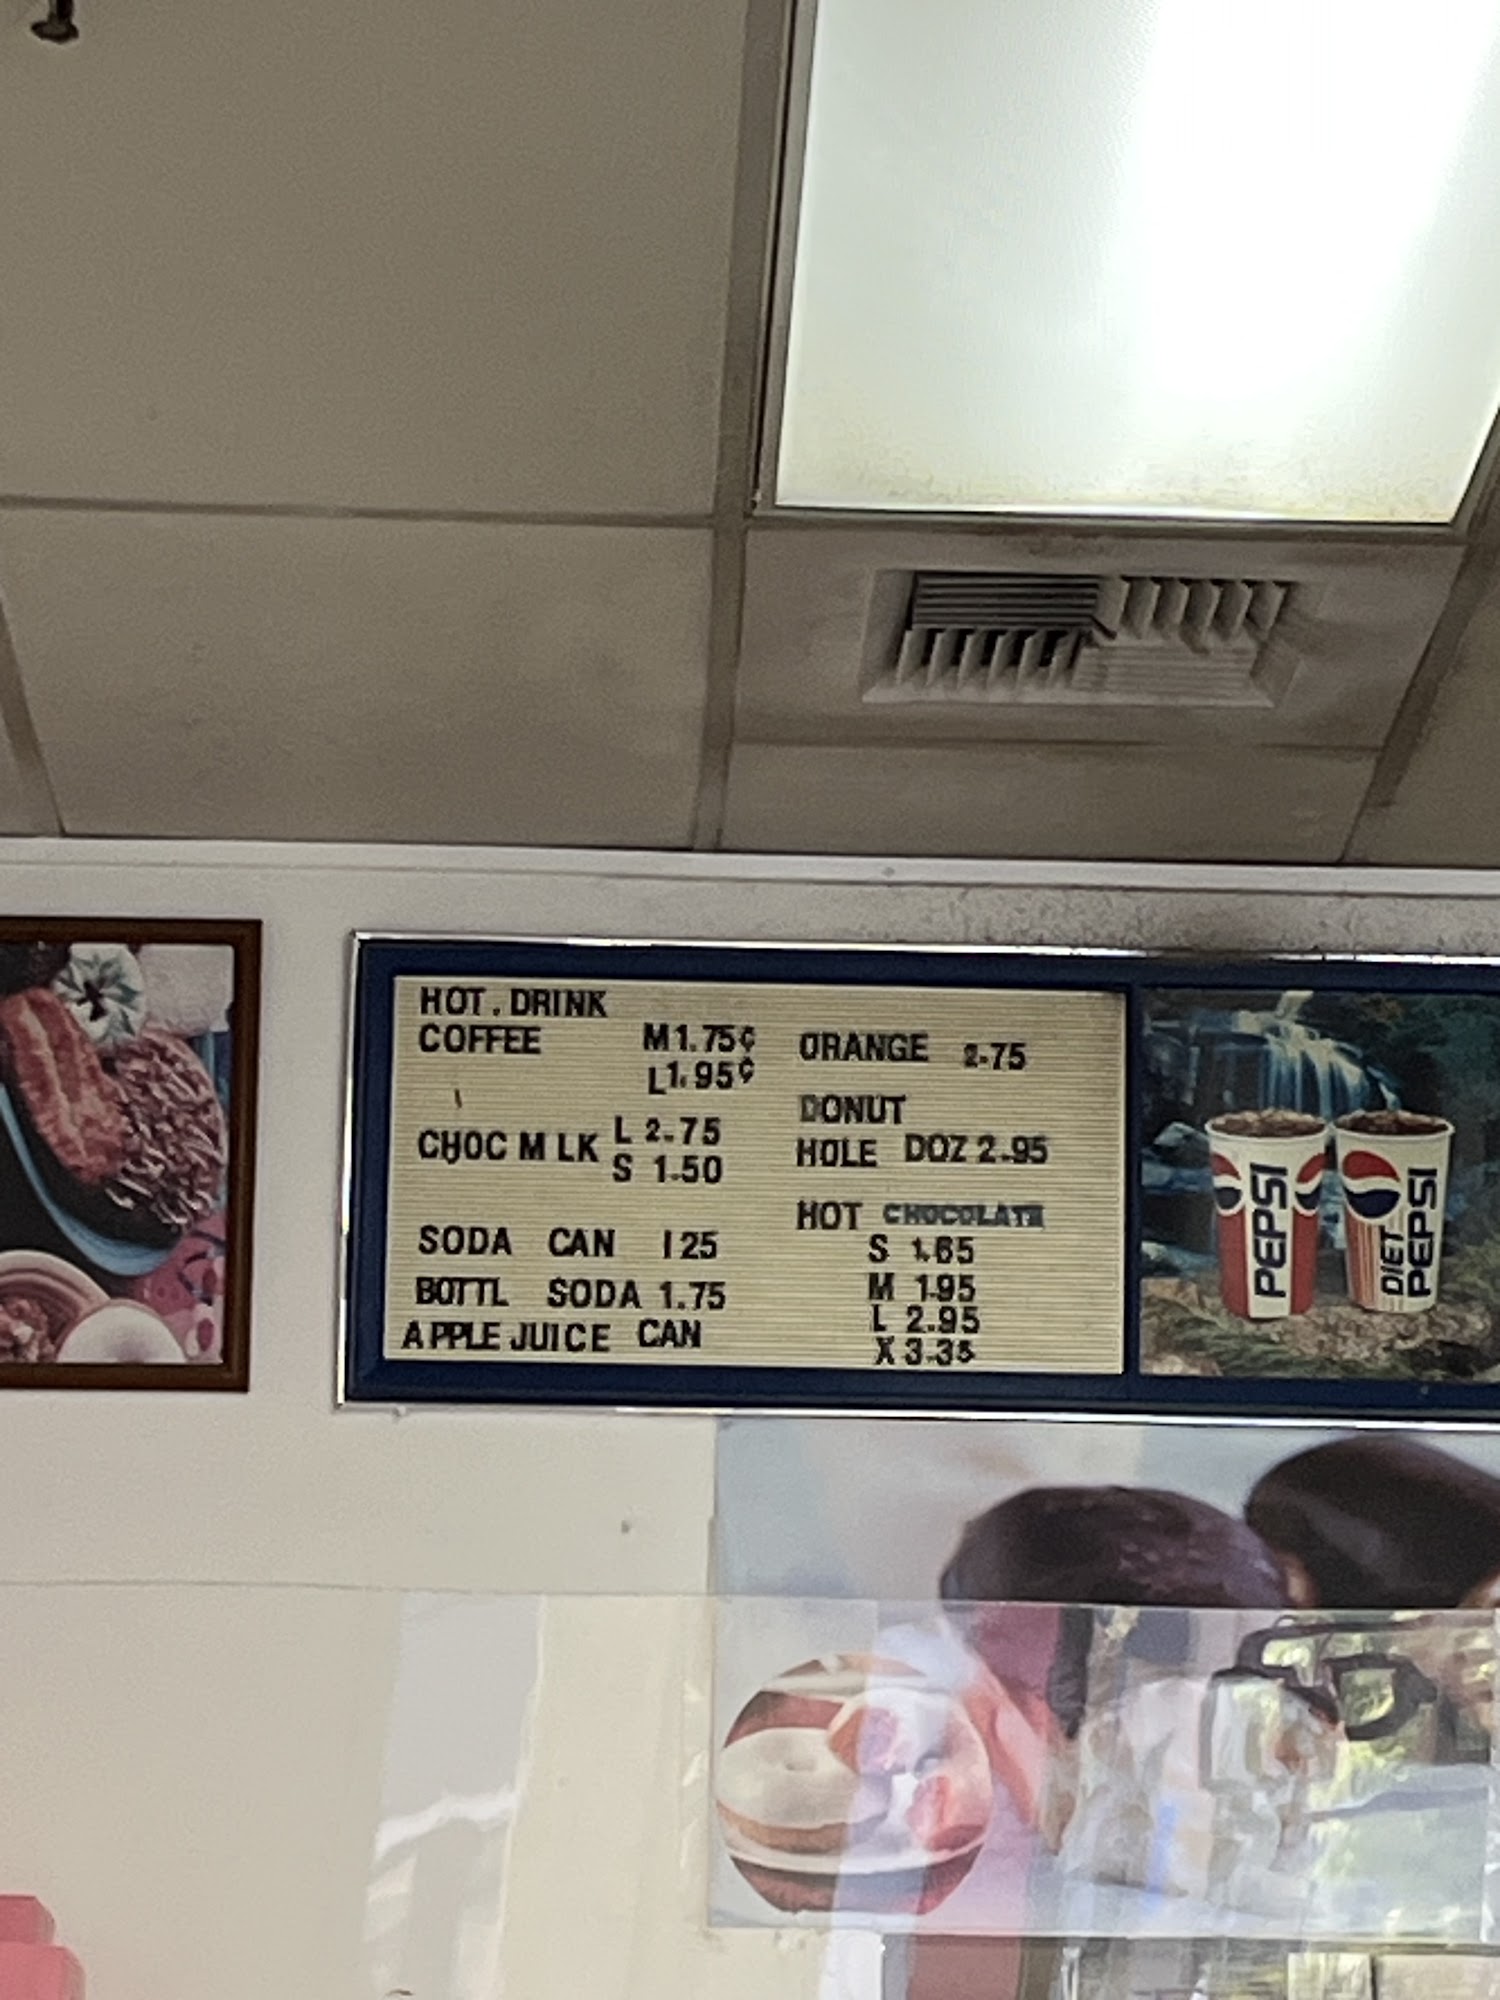 HOT. DRINK
COFFEE M 1.75¢
L 1.95¢
CHOC M LK L 2.75
S 1.50
SODA CAN 125
BOTTL SODA 1.75
APPLE JUICE CAN
ORANGE 2.75
DONUT
HOLE DOZ 2.95
HOT CHOCOLATE
S 1.65
M 1.95
L 2.95
X 3.35
PEPSI
DIET
PEPSI